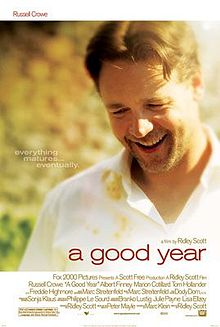 Russell Crowe
everything
matures...
eventually.
a good year
a film by Ridley Scott
Fox 2000 Pictures Presents A Scott Free Production A Ridley Scott Film
Russell Crowe "A Good Year" Albert Finney Marion Cotillard Tom Hollander
Freddie Highmore Marc Streitenfeld
Sonja Klaus Philippe Le Sourd Branko Lustig Julie Payne Lisa Ellzey
Ridley Scott Peter Mayle Marc Klein Ridley Scott